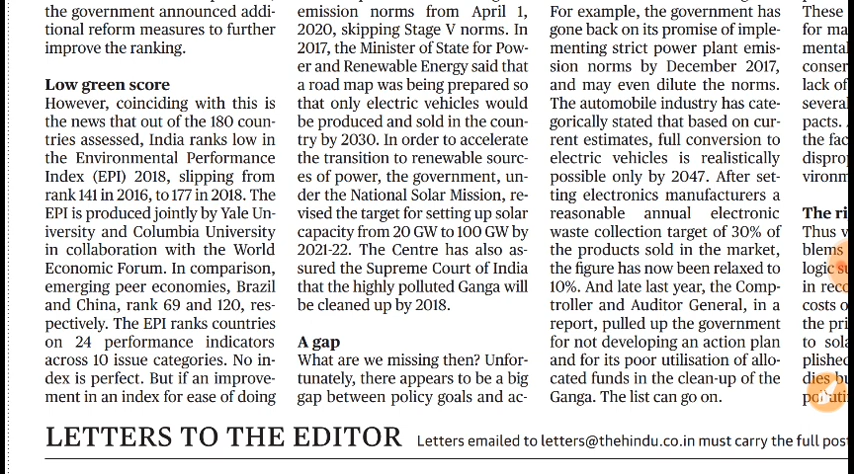 the government announced addi-
tional reform measures to further
improve the ranking.
Low green score
However, coinciding with this is
the news that out of the 180 coun-
tries assessed, India ranks low in
the Environmental Performance
Index (EPI) 2018, slipping from
rank 141 in 2016, to 177 in 2018. The
EPI is produced jointly by Yale Un-
iversity and Columbia University
in collaboration with the World
Economic Forum. In comparison,
emerging peer economies, Brazil
and China, rank 69 and 120, res-
pectively. The EPI ranks countries
on 24 performance indicators
across 10 issue categories. No in-
dex is perfect. But if an improve-
ment in an index for ease of doing
emission norms from April 1,
2020, skipping Stage V norms. In
2017, the Minister of State for Pow-
er and Renewable Energy said that
a road map was being prepared so
that only electric vehicles would
be produced and sold in the coun-
try by 2030. In order to accelerate
the transition to renewable sourc-
es of power, the government, un-
der the National Solar Mission, re-
vised the target for setting up solar
capacity from 20 GW to 100 GW by
2021-22. The Centre has also as-
sured the Supreme Court of India
that the highly polluted Ganga will
be cleaned up by 2018.
A gap
What are we missing then? Unfor-
tunately, there appears to be a big
gap between policy goals and ac-
For example, the government has
gone back on its promise of imple-
menting strict power plant emis-
sion norms by December 2017,
and may even dilute the norms.
The automobile industry has cate-
gorically stated that based on cur-
rent estimates, full conversion to
electric vehicles is realistically
possible only by 2047. After set-
ting electronics manufacturers a
reasonable annual electronic
waste collection target of 30% of
the products sold in the market,
the figure has now been relaxed to
10%. And late last year, the Comp-
troller and Auditor General, in a
report, pulled up the government
for not developing an action plan
and for its poor utilisation of allo-
cated funds in the clean-up of the
Ganga. The list can go on.
These
for ma
mental
conser
lack of
several
pacts.
the fac
dispro
vironm
The ri
Thus v
blems
logic
in reco
costs o
the pri
to sola
plished
dies bu
LETTERS TO THE EDITOR Letters emailed to letters@thehindu.co.in must carry the full pos